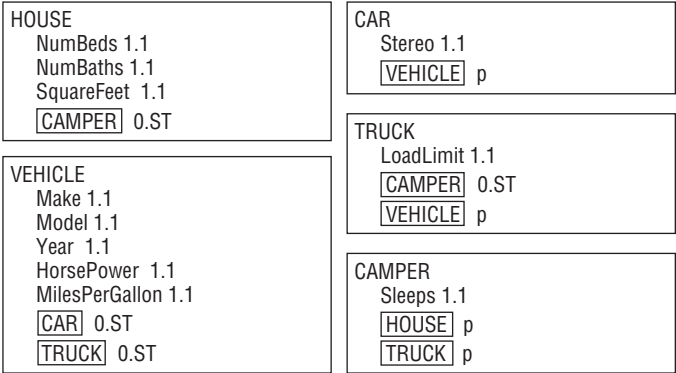 HOUSE
NumBeds 1.1
NumBaths 1.1
SquareFeet 1.1
CAMPER 0.ST
VEHICLE
Make 1.1
Model 1.1
Year 1.1
HorsePower 1.1
MilesPerGallon 1.1
CAR 0.ST
TRUCK 0.ST
CAR
Stereo 1.1
VEHICLE p
TRUCK
LoadLimit 1.1
CAMPER 0.ST
VEHICLE p
CAMPER
Sleeps 1.1
HOUSE p
TRUCK p